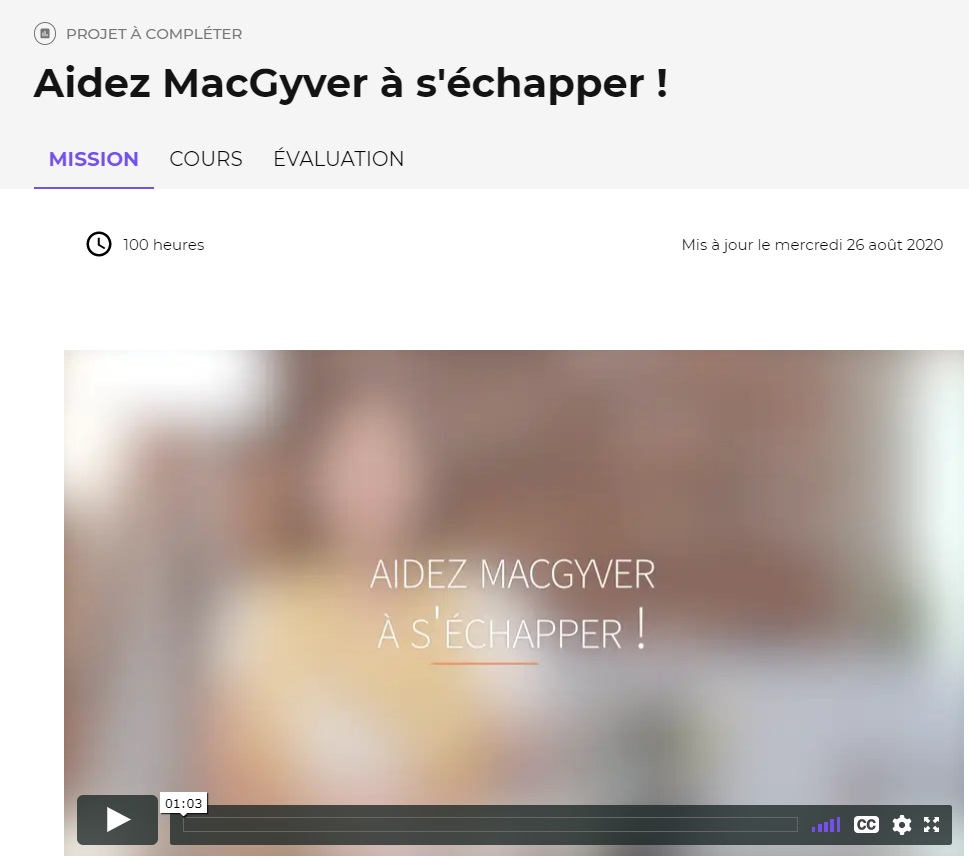 PROJET À COMPLÉTER
Aidez MacGyver à s'échapper !
MISSION COURS ÉVALUATION
100 heures Mis à jour le mercredi 26 août 2020
AIDEZ MACGYVER
À S'ÉCHAPPER !
01:03
CC